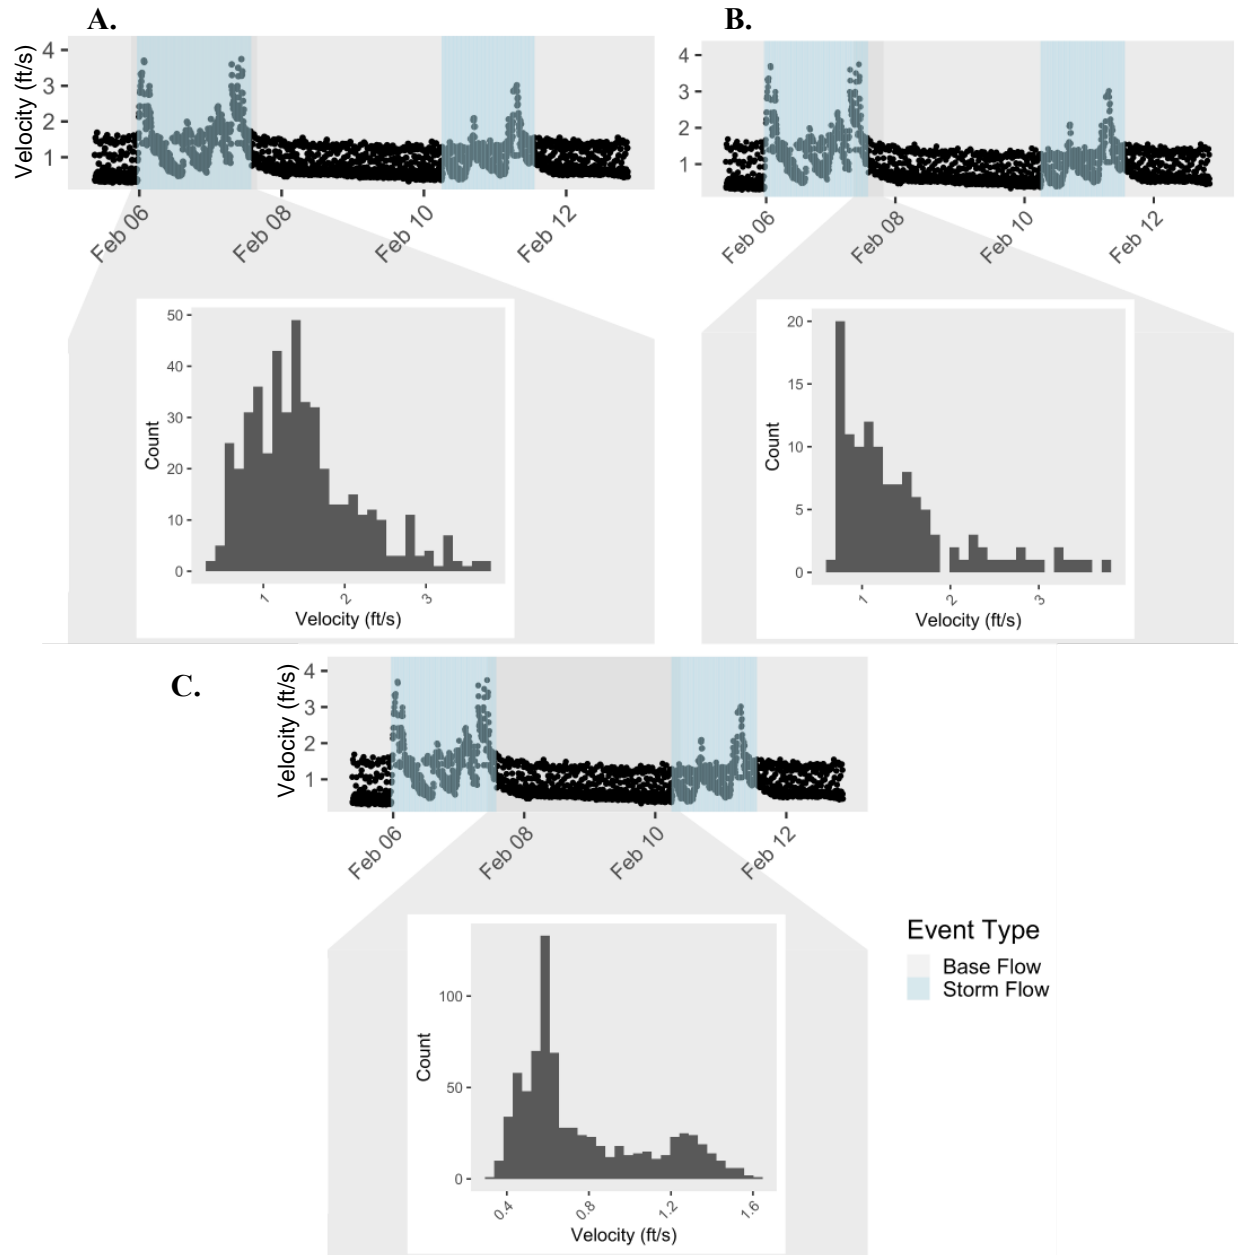 A.
Velocity (ft/s)
4
3
2
1
Feb 06
Feb 08
Feb 10
Feb 12
Count
50
40
30
20
10
0
1
2
3
Velocity (ft/s)
B.
4
3
2
1
Feb 06
Feb 08
Feb 10
Feb 12
Count
20
15
10
5
0
1
2
3
Velocity (ft/s)
C.
Velocity (ft/s)
4
3
2
1
Feb 06
Feb 08
Feb 10
Feb 12
Count
100
50
0
0.4
0.8
1.2
1.6
Velocity (ft/s)
Event Type
Base Flow
Storm Flow